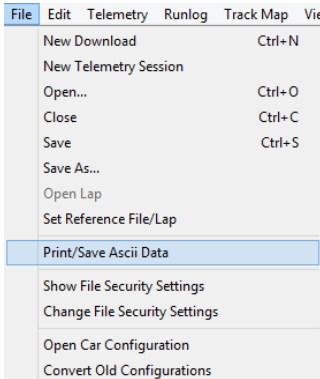 File Edit Telemetry Runlog Track Map
New Download Ctrl+N
New Telemetry Session
Open... Ctrl+O
Close Ctrl+C
Save Ctrl+S
Save As...
Open Lap
Set Reference File/Lap
Print/Save Ascii Data
Show File Security Settings
Change File Security Settings
Open Car Configuration
Convert Old Configurations